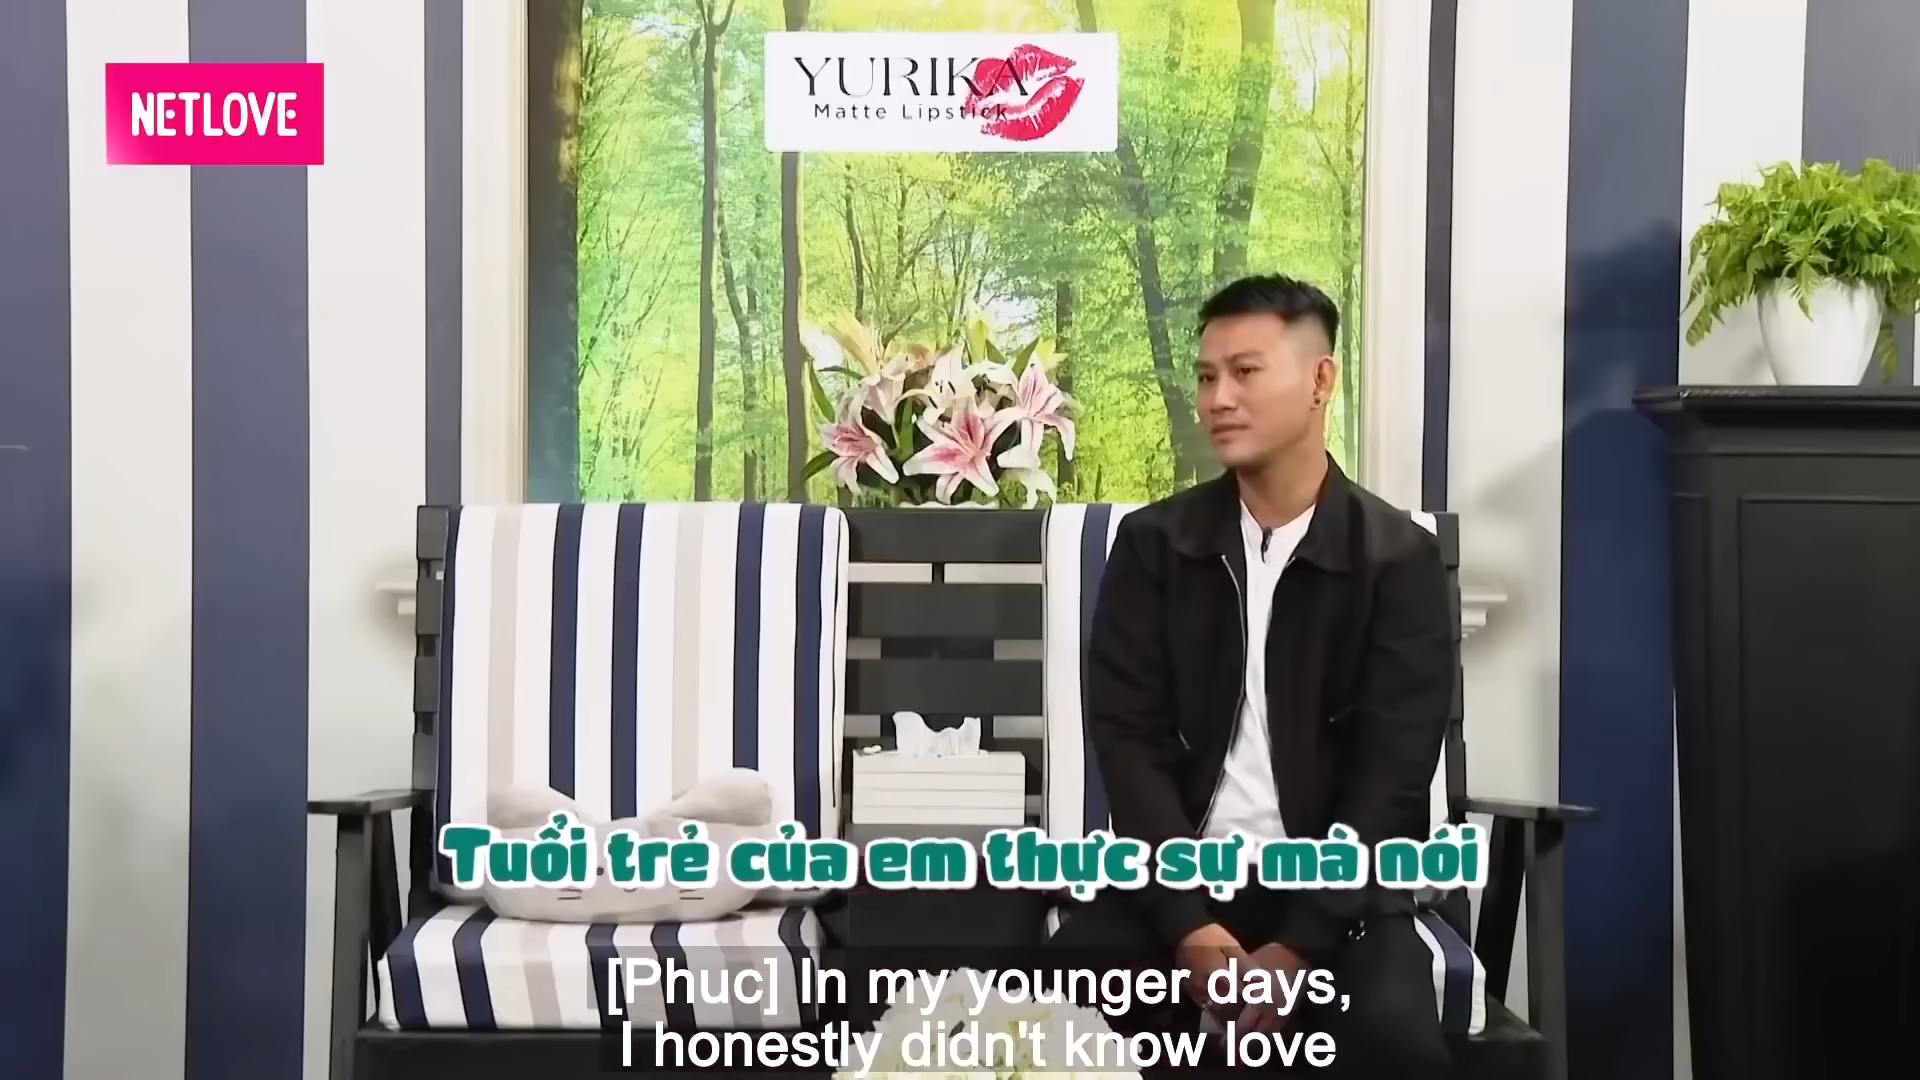 NETLOVE
YURIKA
Matte Lipstick
Tuổi trẻ của em thực sự mà nói
[Phuc] In my younger days,
I honestly didn't know love